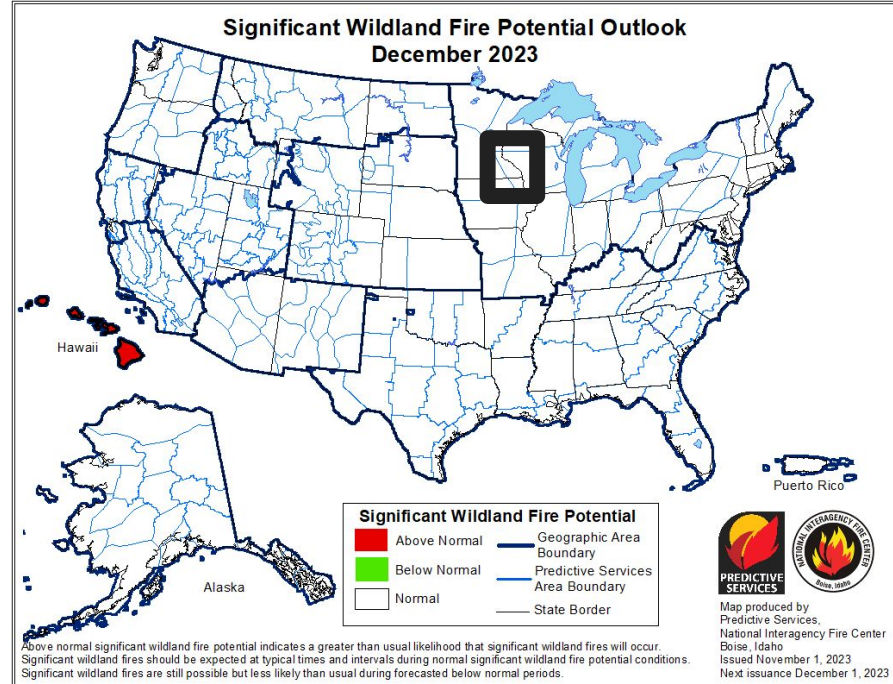 Significant Wildland Fire Potential Outlook
December 2023
Hawaii
Alaska
Puerto Rico
Significant Wildland Fire Potential
Above Normal
Below Normal
Normal
Geographic Area
Boundary
Predictive Services
Area Boundary
State Border
PREDICTIVE
SERVICES
NATIONAL INTERAGENCY FIRE CENTER
Boise, Idaho
Map produced by
Predictive Services,
National Interagency Fire Center
Boise, Idaho
Issued November 1, 2023
Next issuance December 1, 2023
Above normal significant wildland fire potential indicates a greater than usual likelihood that significant wildland fires will occur.
Significant wildland fires should be expected at typical times and intervals during normal significant wildland fire potential conditions.
Significant wildland fires are still possible but less likely than usual during forecasted below normal periods.